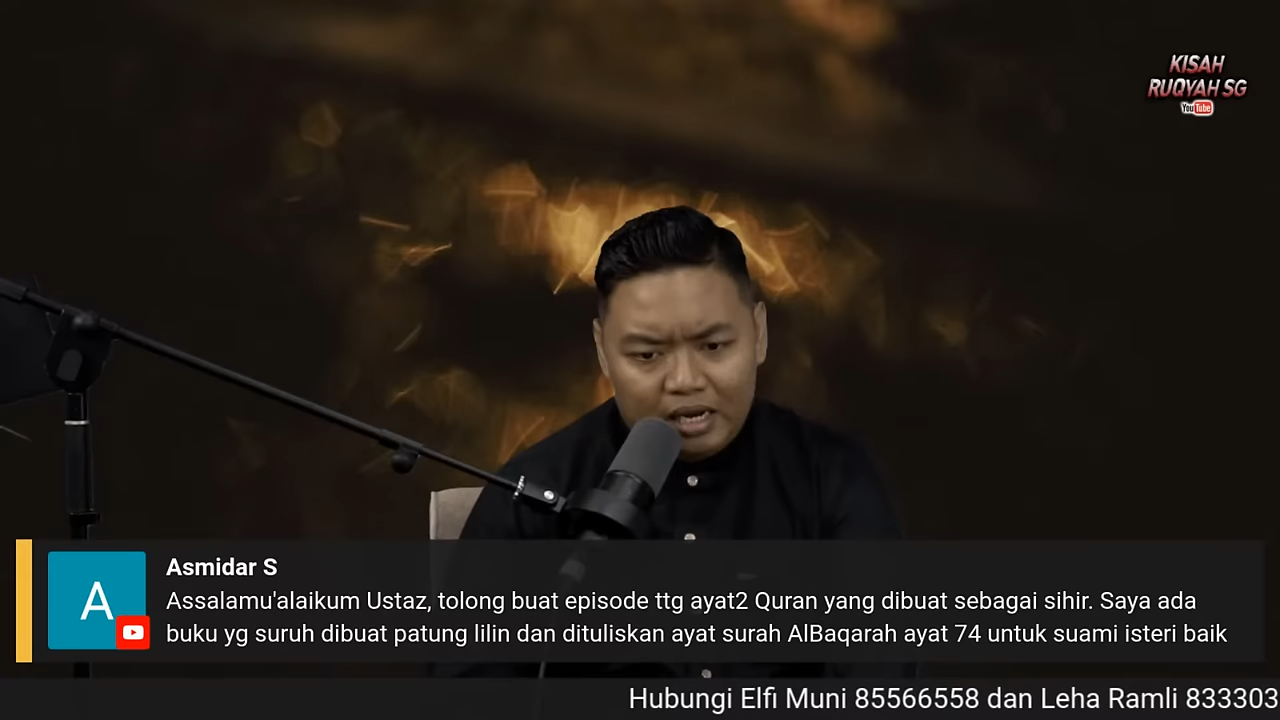 KISAH
RUQYAH SG
YouTube
A
Asmidar S
Assalamu'alaikum Ustaz, tolong buat episode ttg ayat2 Quran yang dibuat sebagai sihir. Saya ada
buku yg suruh dibuat patung lilin dan dituliskan ayat surah AlBaqarah ayat 74 untuk suami isteri baik
Hubungi Elfi Muni 85566558 dan Leha Ramli 833303